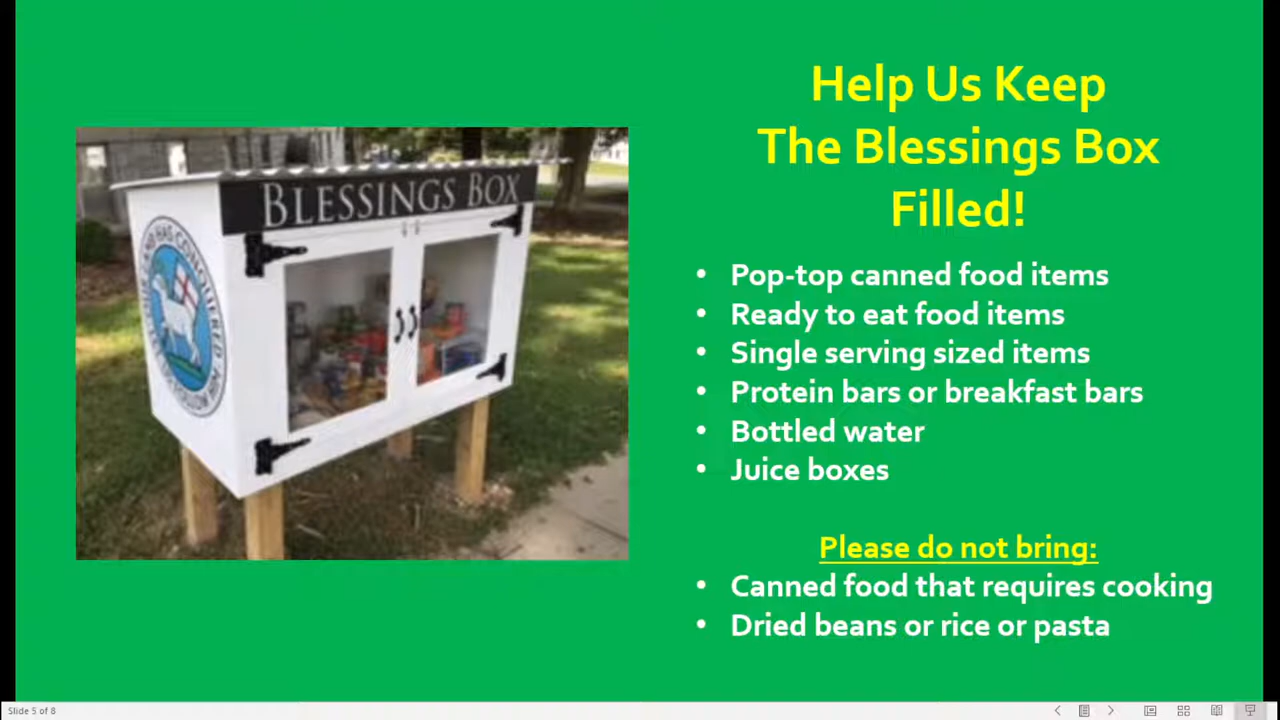 Help Us Keep
The Blessings Box
Filled!
BLESSINGS BOX
• Pop-top canned food items
• Ready to eat food items
• Single serving sized items
• Protein bars or breakfast bars
• Bottled water
• Juice boxes
Please do not bring:
• Canned food that requires cooking
• Dried beans or rice or pasta
Slide 5 of 8